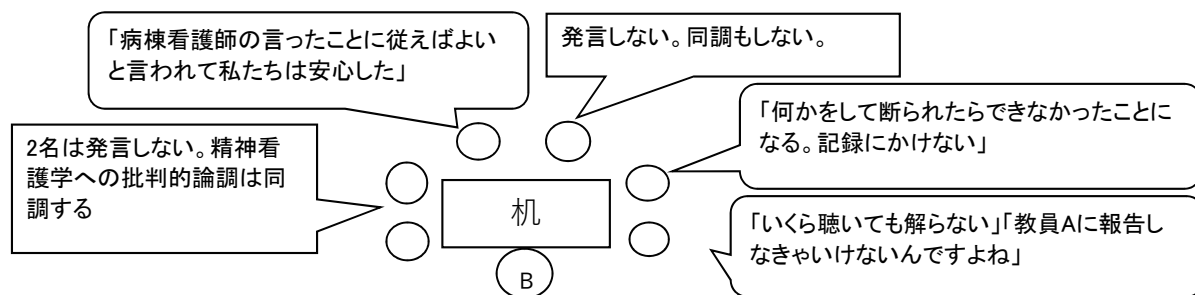 「病棟看護師の言ったことに従えばよい
と言われて私たちは安心した」
発言しない。同調もしない。
「何かをして断られたらできなかったことに
なる。記録にかけない」
2名は発言しない。精神看
護学への批判的論調は同
調する
机
「いくら聴いても解らない」「教員Aに報告し
なきゃいけないんですよね」
B